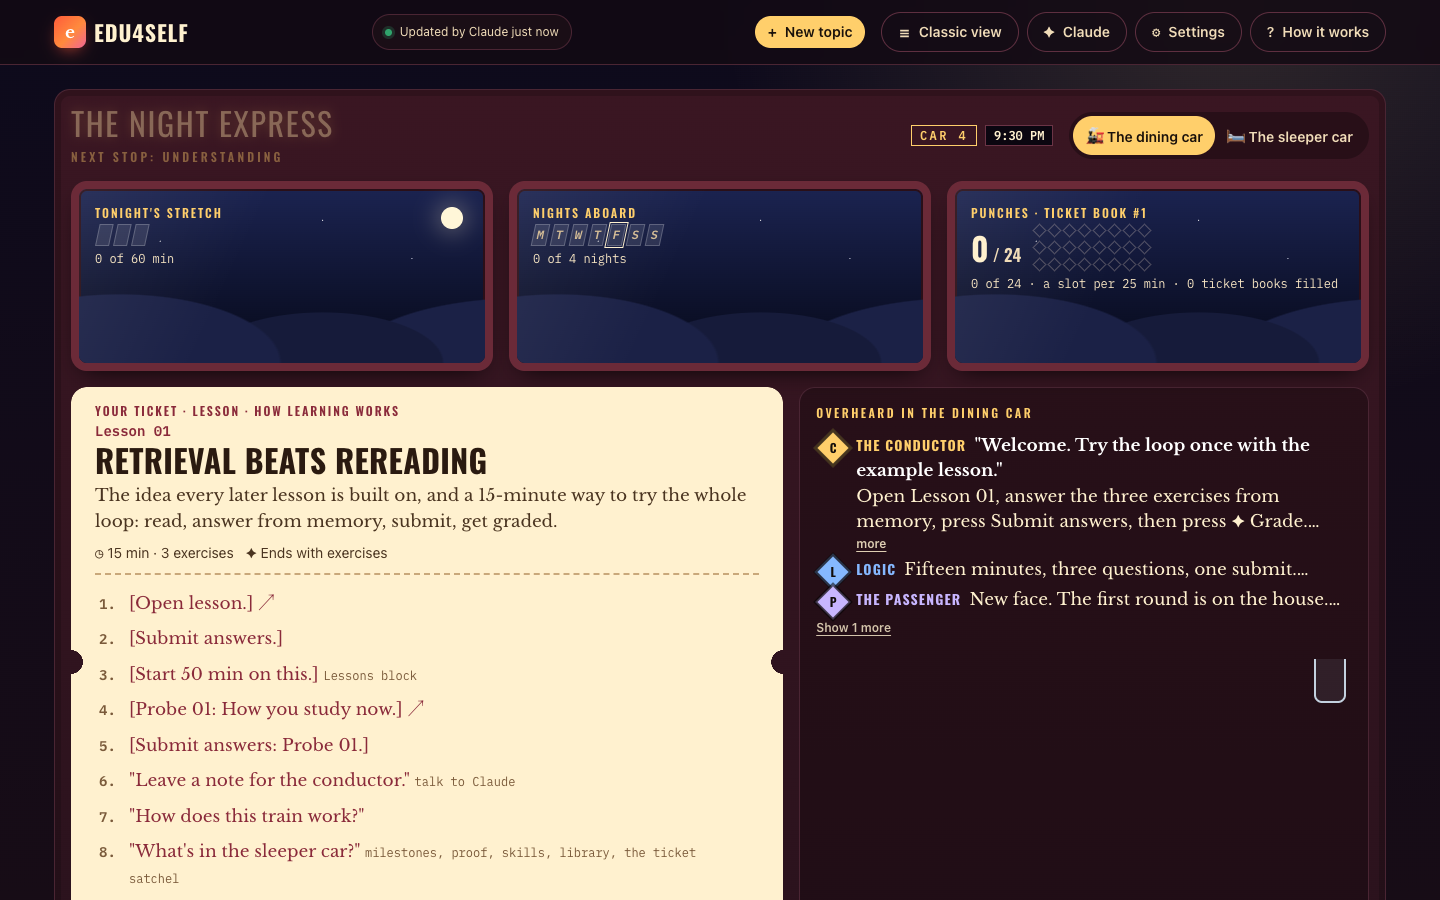 e EDU4SELF
Updated by Claude just now
+ New topic
≡ Classic view
✦ Claude
⚙ Settings
? How it works
THE NIGHT EXPRESS
NEXT STOP: UNDERSTANDING
CAR 4
9:30 PM
The dining car
The sleeper car
TONIGHT'S STRETCH
0 of 60 min
NIGHTS ABOARD
M T W T F S S
0 of 4 nights
PUNCHES · TICKET BOOK #1
0 / 24
0 of 24 · a slot per 25 min · 0 ticket books filled
YOUR TICKET · LESSON · HOW LEARNING WORKS
Lesson 01
RETRIEVAL BEATS REREADING
The idea every later lesson is built on, and a 15-minute way to try the whole
loop: read, answer from memory, submit, get graded.
◷ 15 min · 3 exercises ✦ Ends with exercises
1. [Open lesson.] ↗
2. [Submit answers.]
3. [Start 50 min on this.] Lessons block
4. [Probe 01: How you study now.] ↗
5. [Submit answers: Probe 01.]
6. "Leave a note for the conductor." talk to Claude
7. "How does this train work?"
8. "What's in the sleeper car?" milestones, proof, skills, library, the ticket
satchel
OVERHEARD IN THE DINING CAR
C THE CONDUCTOR "Welcome. Try the loop once with the
example lesson."
Open Lesson 01, answer the three exercises from
memory, press Submit answers, then press ✦ Grade....
more
L LOGIC Fifteen minutes, three questions, one submit....
P THE PASSENGER New face. The first round is on the house....
Show 1 more